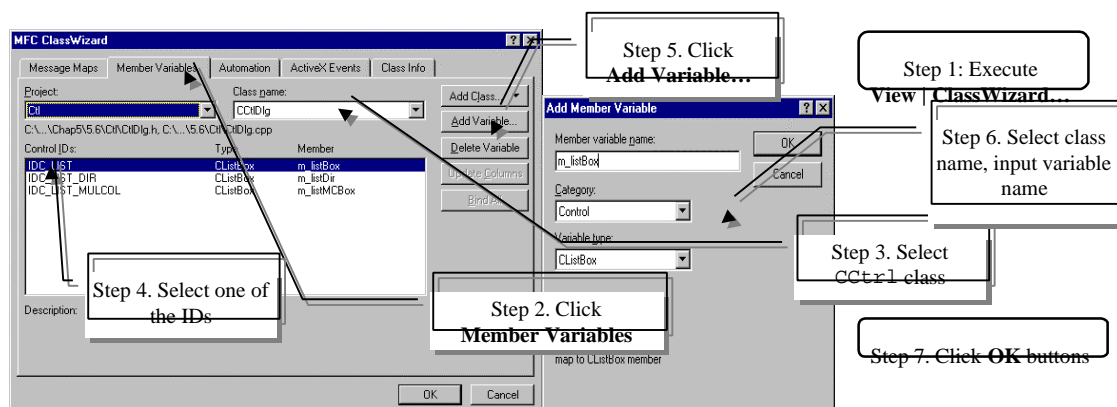 MFC ClassWizard
Message Maps Member Variables Automation ActiveX Events Class Info
Project:
Ctl
Class name:
CCtlDlg
C:\...\Chap5\5.6\Ctl\CtlDlg.h, C:\...\5.6\Ctl\CtlDlg.cpp
Control IDs:
Type
Member
IDC_LIST CListBox m_listBox
IDC_LIST_DIR CListBox m_listDir
IDC_LIST_MULCOL CListBox m_listMCBox
Description:
Add Class...
Add Variable...
Delete Variable
Update Columns
Bind All
OK
Cancel
Step 4. Select one of
the IDs
Step 2. Click
Member Variables
Step 5. Click
Add Variable…
Add Member Variable
Member variable name:
m_listBox
Category:
Control
Variable type:
CListBox
map to CListBox member
OK
Cancel
Step 1: Execute
View | ClassWizard…
Step 6. Select class
name, input variable
name
Step 3. Select
CCtrl class
Step 7. Click OK buttons